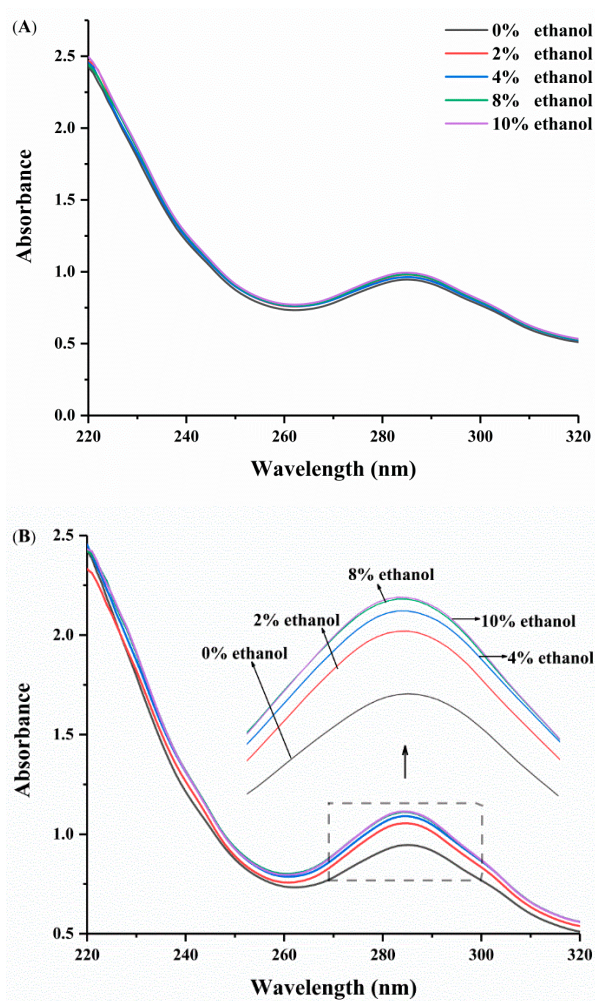 (A)
0% ethanol
2% ethanol
4% ethanol
8% ethanol
10% ethanol
2.5
2.0
1.5
1.0
0.5
0.0
Absorbance
220 240 260 280 300 320
Wavelength (nm)
(B)
2.5
2.0
1.5
1.0
0.5
Absorbance
8% ethanol
2% ethanol
10% ethanol
0% ethanol
4% ethanol
220 240 260 280 300 320
Wavelength (nm)